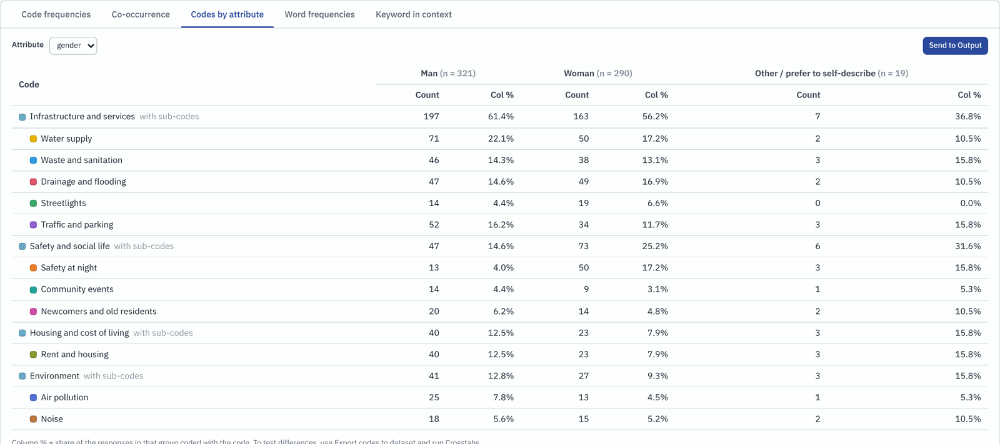 Code frequencies Co-occurrence Codes by attribute Word frequencies Keyword in context
Attribute gender Send to Output
Man (n = 321) Woman (n = 290) Other / prefer to self-describe (n = 19)
Code
Count Col % Count Col % Count Col %
Infrastructure and services with sub-codes 197 61.4% 163 56.2% 7 36.8%
Water supply 71 22.1% 50 17.2% 2 10.5%
Waste and sanitation 46 14.3% 38 13.1% 3 15.8%
Drainage and flooding 47 14.6% 49 16.9% 2 10.5%
Streetlights 14 4.4% 19 6.6% 0 0.0%
Traffic and parking 52 16.2% 34 11.7% 3 15.8%
Safety and social life with sub-codes 47 14.6% 73 25.2% 6 31.6%
Safety at night 13 4.0% 50 17.2% 3 15.8%
Community events 14 4.4% 9 3.1% 1 5.3%
Newcomers and old residents 20 6.2% 14 4.8% 2 10.5%
Housing and cost of living with sub-codes 40 12.5% 23 7.9% 3 15.8%
Rent and housing 40 12.5% 23 7.9% 3 15.8%
Environment with sub-codes 41 12.8% 27 9.3% 3 15.8%
Air pollution 25 7.8% 13 4.5% 1 5.3%
Noise 18 5.6% 15 5.2% 2 10.5%
Column % = share of the responses in that group coded with the code. To test differences, use Export codes to dataset and run Crosstabs.